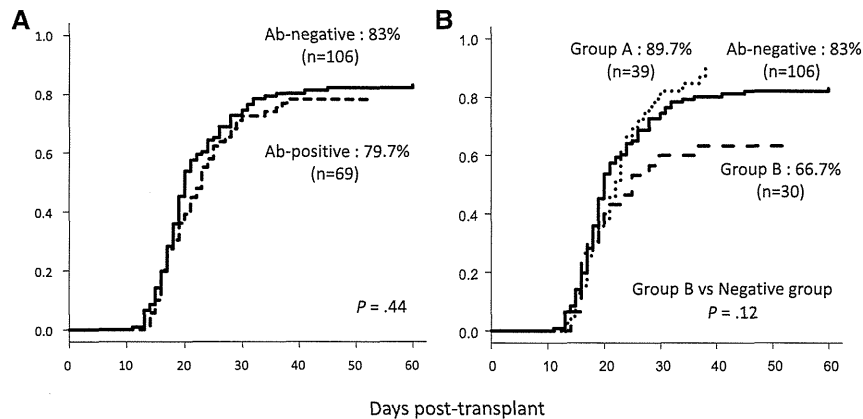 A
1.0
0.8
0.6
0.4
0.2
0.0
Ab-negative : 83%
(n=106)
Ab-positive : 79.7%
(n=69)
P = .44
0 10 20 30 40 50 60
B
1.0
0.8
0.6
0.4
0.2
0.0
Group A : 89.7%
(n=39)
Ab-negative : 83%
(n=106)
Group B : 66.7%
(n=30)
Group B vs Negative group
P = .12
0 10 20 30 40 50 60
Days post-transplant